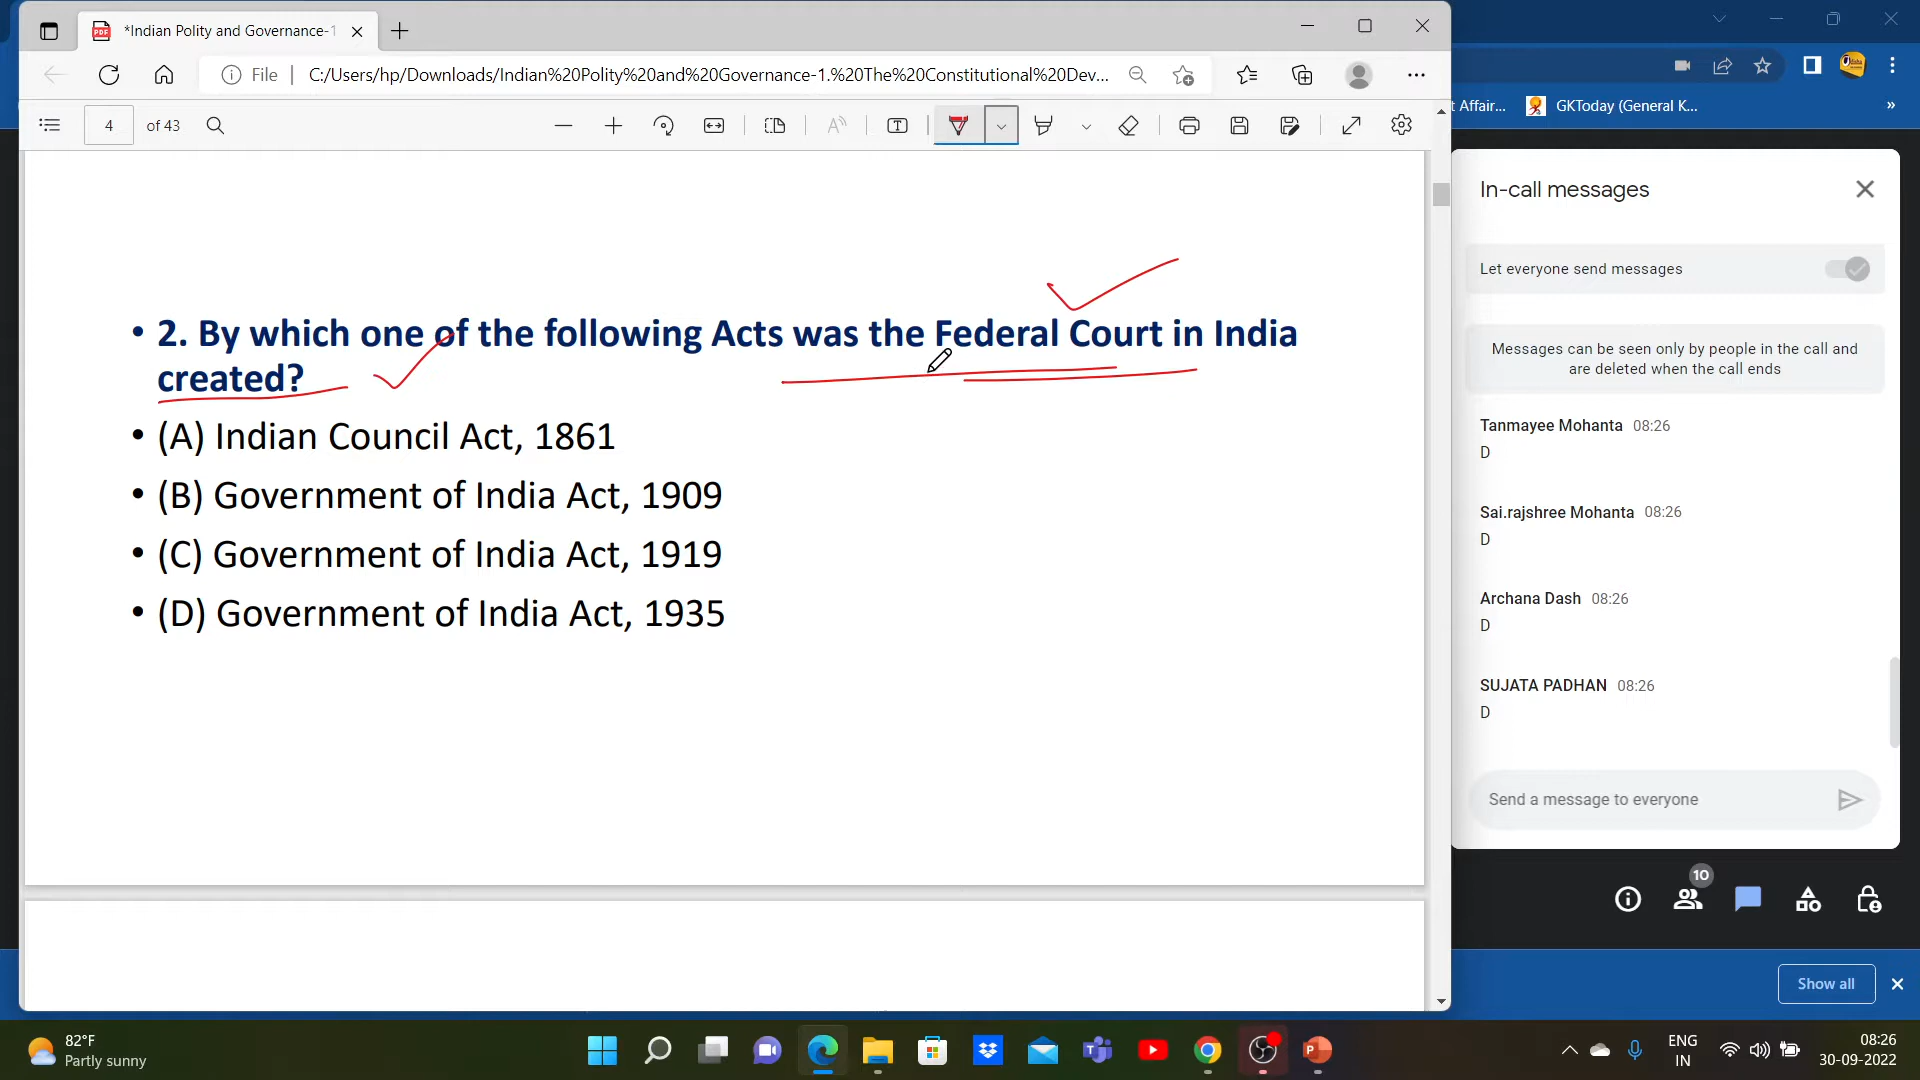 *Indian Polity and Governance-1
File
C:/Users/hp/Downloads/Indian%20Polity%20and%20Governance-1.%20The%20Constitutional%20Dev...
t Affair...
GKToday (General K...
4
of 43
In-call messages
Let everyone send messages
Messages can be seen only by people in the call and
are deleted when the call ends
• 2. By which one of the following Acts was the Federal Court in India
created?
• (A) Indian Council Act, 1861
• (B) Government of India Act, 1909
• (C) Government of India Act, 1919
• (D) Government of India Act, 1935
Tanmayee Mohanta 08:26
D
Sai.rajshree Mohanta 08:26
D
Archana Dash 08:26
D
SUJATA PADHAN 08:26
D
Send a message to everyone
10
Show all
82°F
Partly sunny
ENG
IN
08:26
30-09-2022